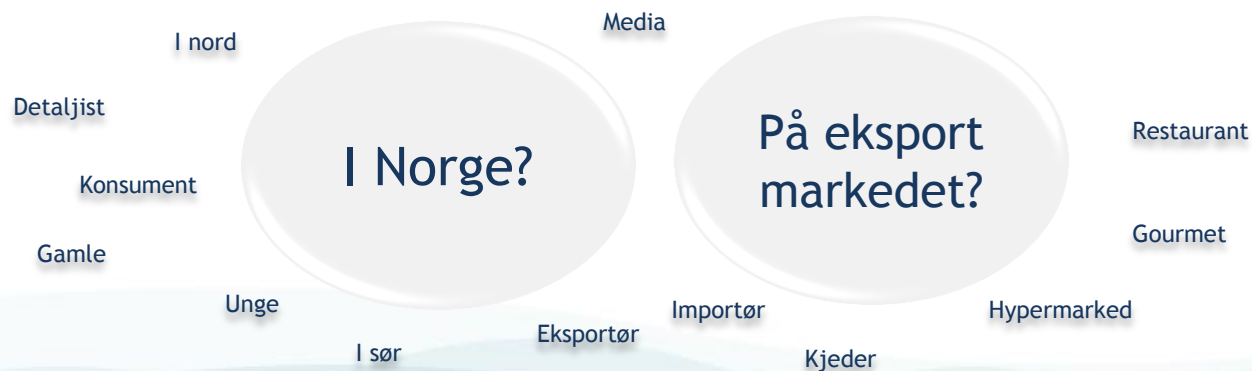 Media
I nord
Detaljist
På eksport
markedet?
Restaurant
I Norge?
Konsument
Gourmet
Gamle
Unge
Importør
Hypermarked
Eksportør
I sør
Kjeder